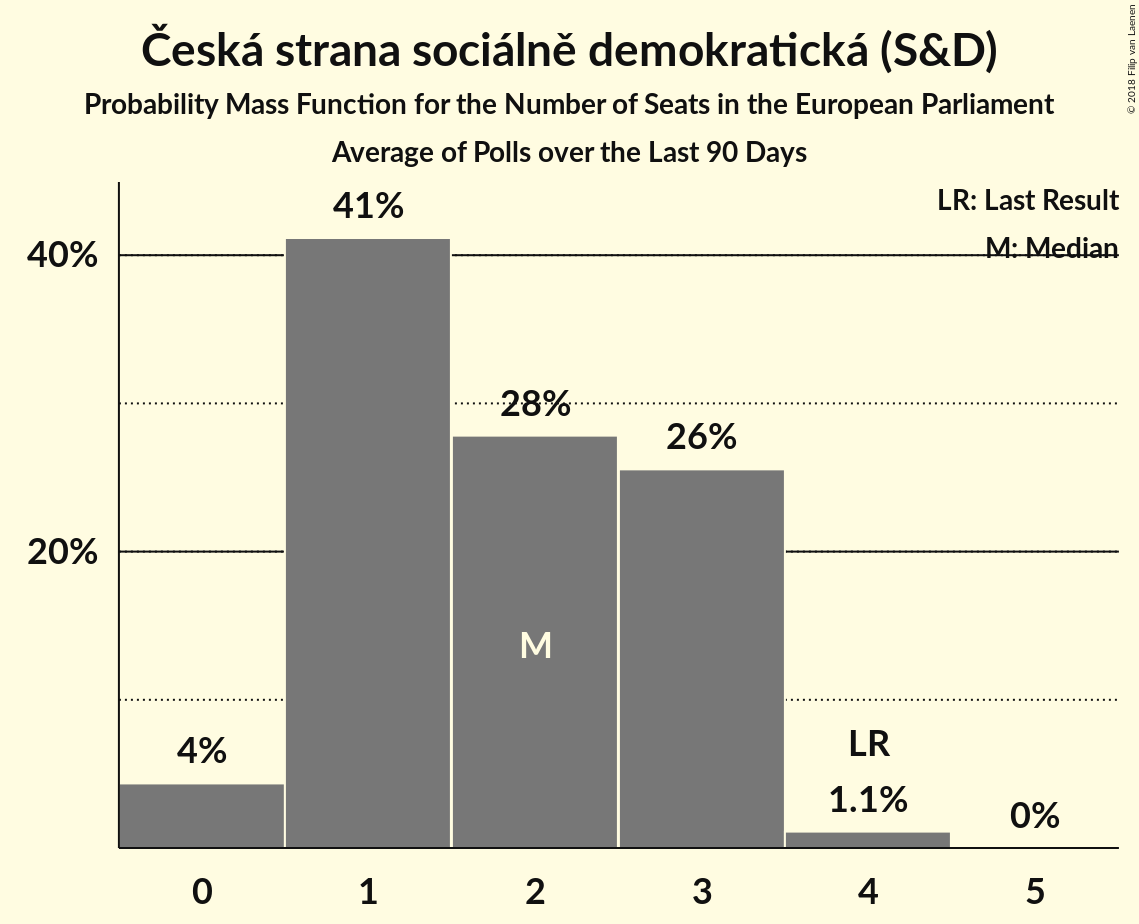 Česká strana sociálně demokratická (S&D)
Probability Mass Function for the Number of Seats in the European Parliament
Average of Polls over the Last 90 Days
© 2018 Filip van Laenen
LR: Last Result
M: Median
40%
20%
41%
28%
26%
M
4%
LR
1.1%
0%
0 1 2 3 4 5